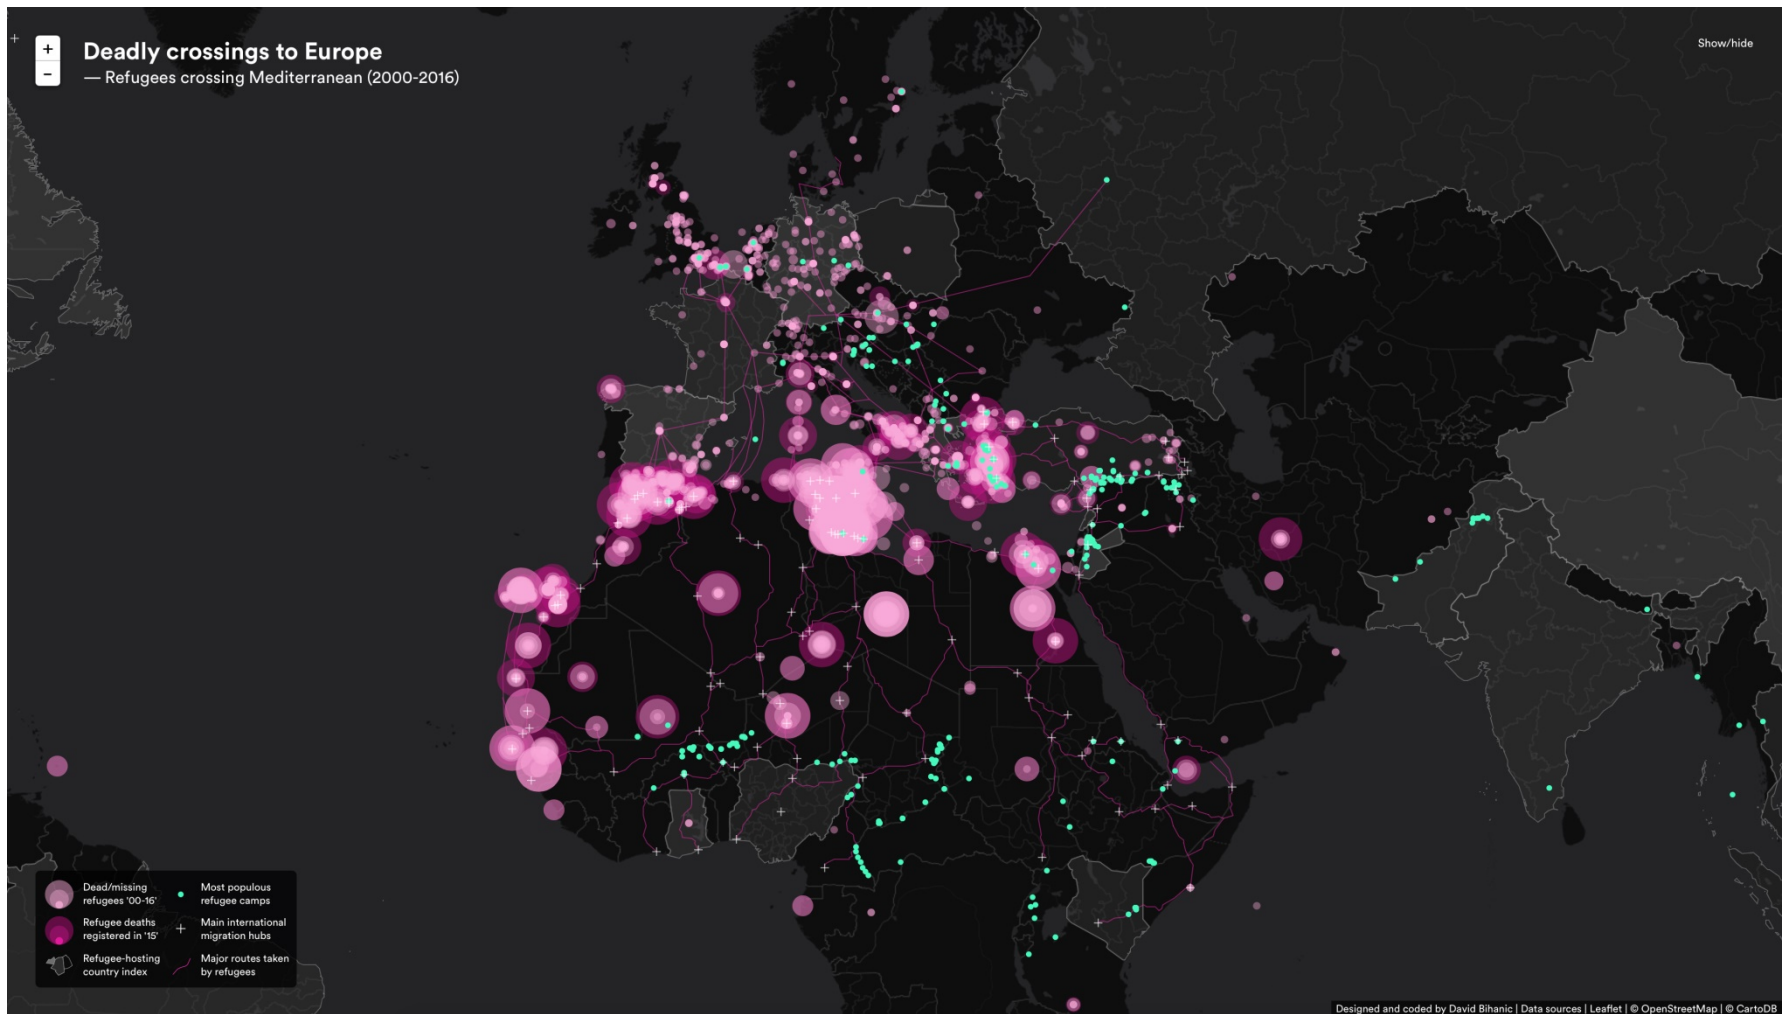 +
−
Deadly crossings to Europe
— Refugees crossing Mediterranean (2000-2016)
Show/hide
Dead/missing
refugees '00-16'
Most populous
refugee camps
Refugee deaths
registered in '15'
Main international
migration hubs
Refugee-hosting
country index
Major routes taken
by refugees
Designed and coded by David Bihanic | Data sources | Leaflet | © OpenStreetMap | © CartoDB